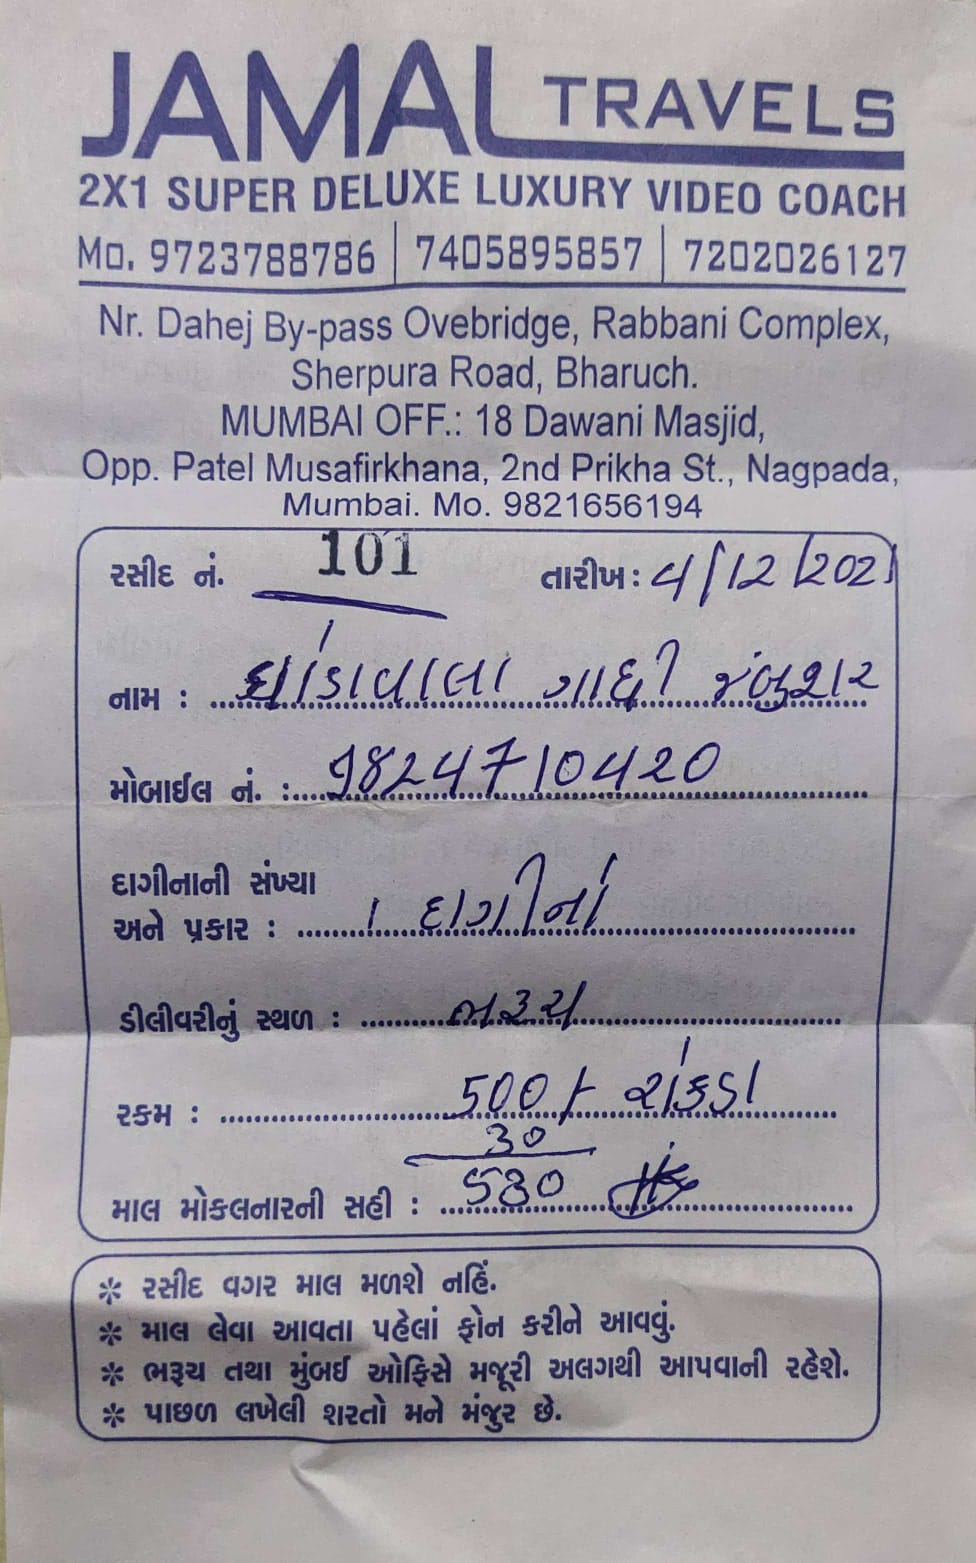 JAMAL TRAVELS
2X1 SUPER DELUXE LUXURY VIDEO COACH
Mo. 9723788786 | 7405895857 | 7202026127
Nr. Dahej By-pass Ovebridge, Rabbani Complex,
Sherpura Road, Bharuch.
MUMBAI OFF.: 18 Dawani Masjid,
Opp. Patel Musafirkhana, 2nd Prikha St., Nagpada,
Mumbai. Mo. 9821656194
રસીદ નં. 101 તારીખ: 4/12/2021
નામ : ગાદી જંબુશર
મોબાઈલ નં. : 9824710420
દાગીનાની સંખ્યા
અને પ્રકાર : 1 દાગીનાં
ડીલીવરીનું સ્થળ : ભરૂચ
રકમ : 500/- રોકડા
30
માલ મોકલનારની સહી : 530
* રસીદ વગર માલ મળશે નહિં.
* માલ લેવા આવતા પહેલાં ફોન કરીને આવવું.
* ભરૂચ તથા મુંબઈ ઓફિસે મજૂરી અલગથી આપવાની રહેશે.
* પાછળ લખેલી શરતો મને મંજુર છે.